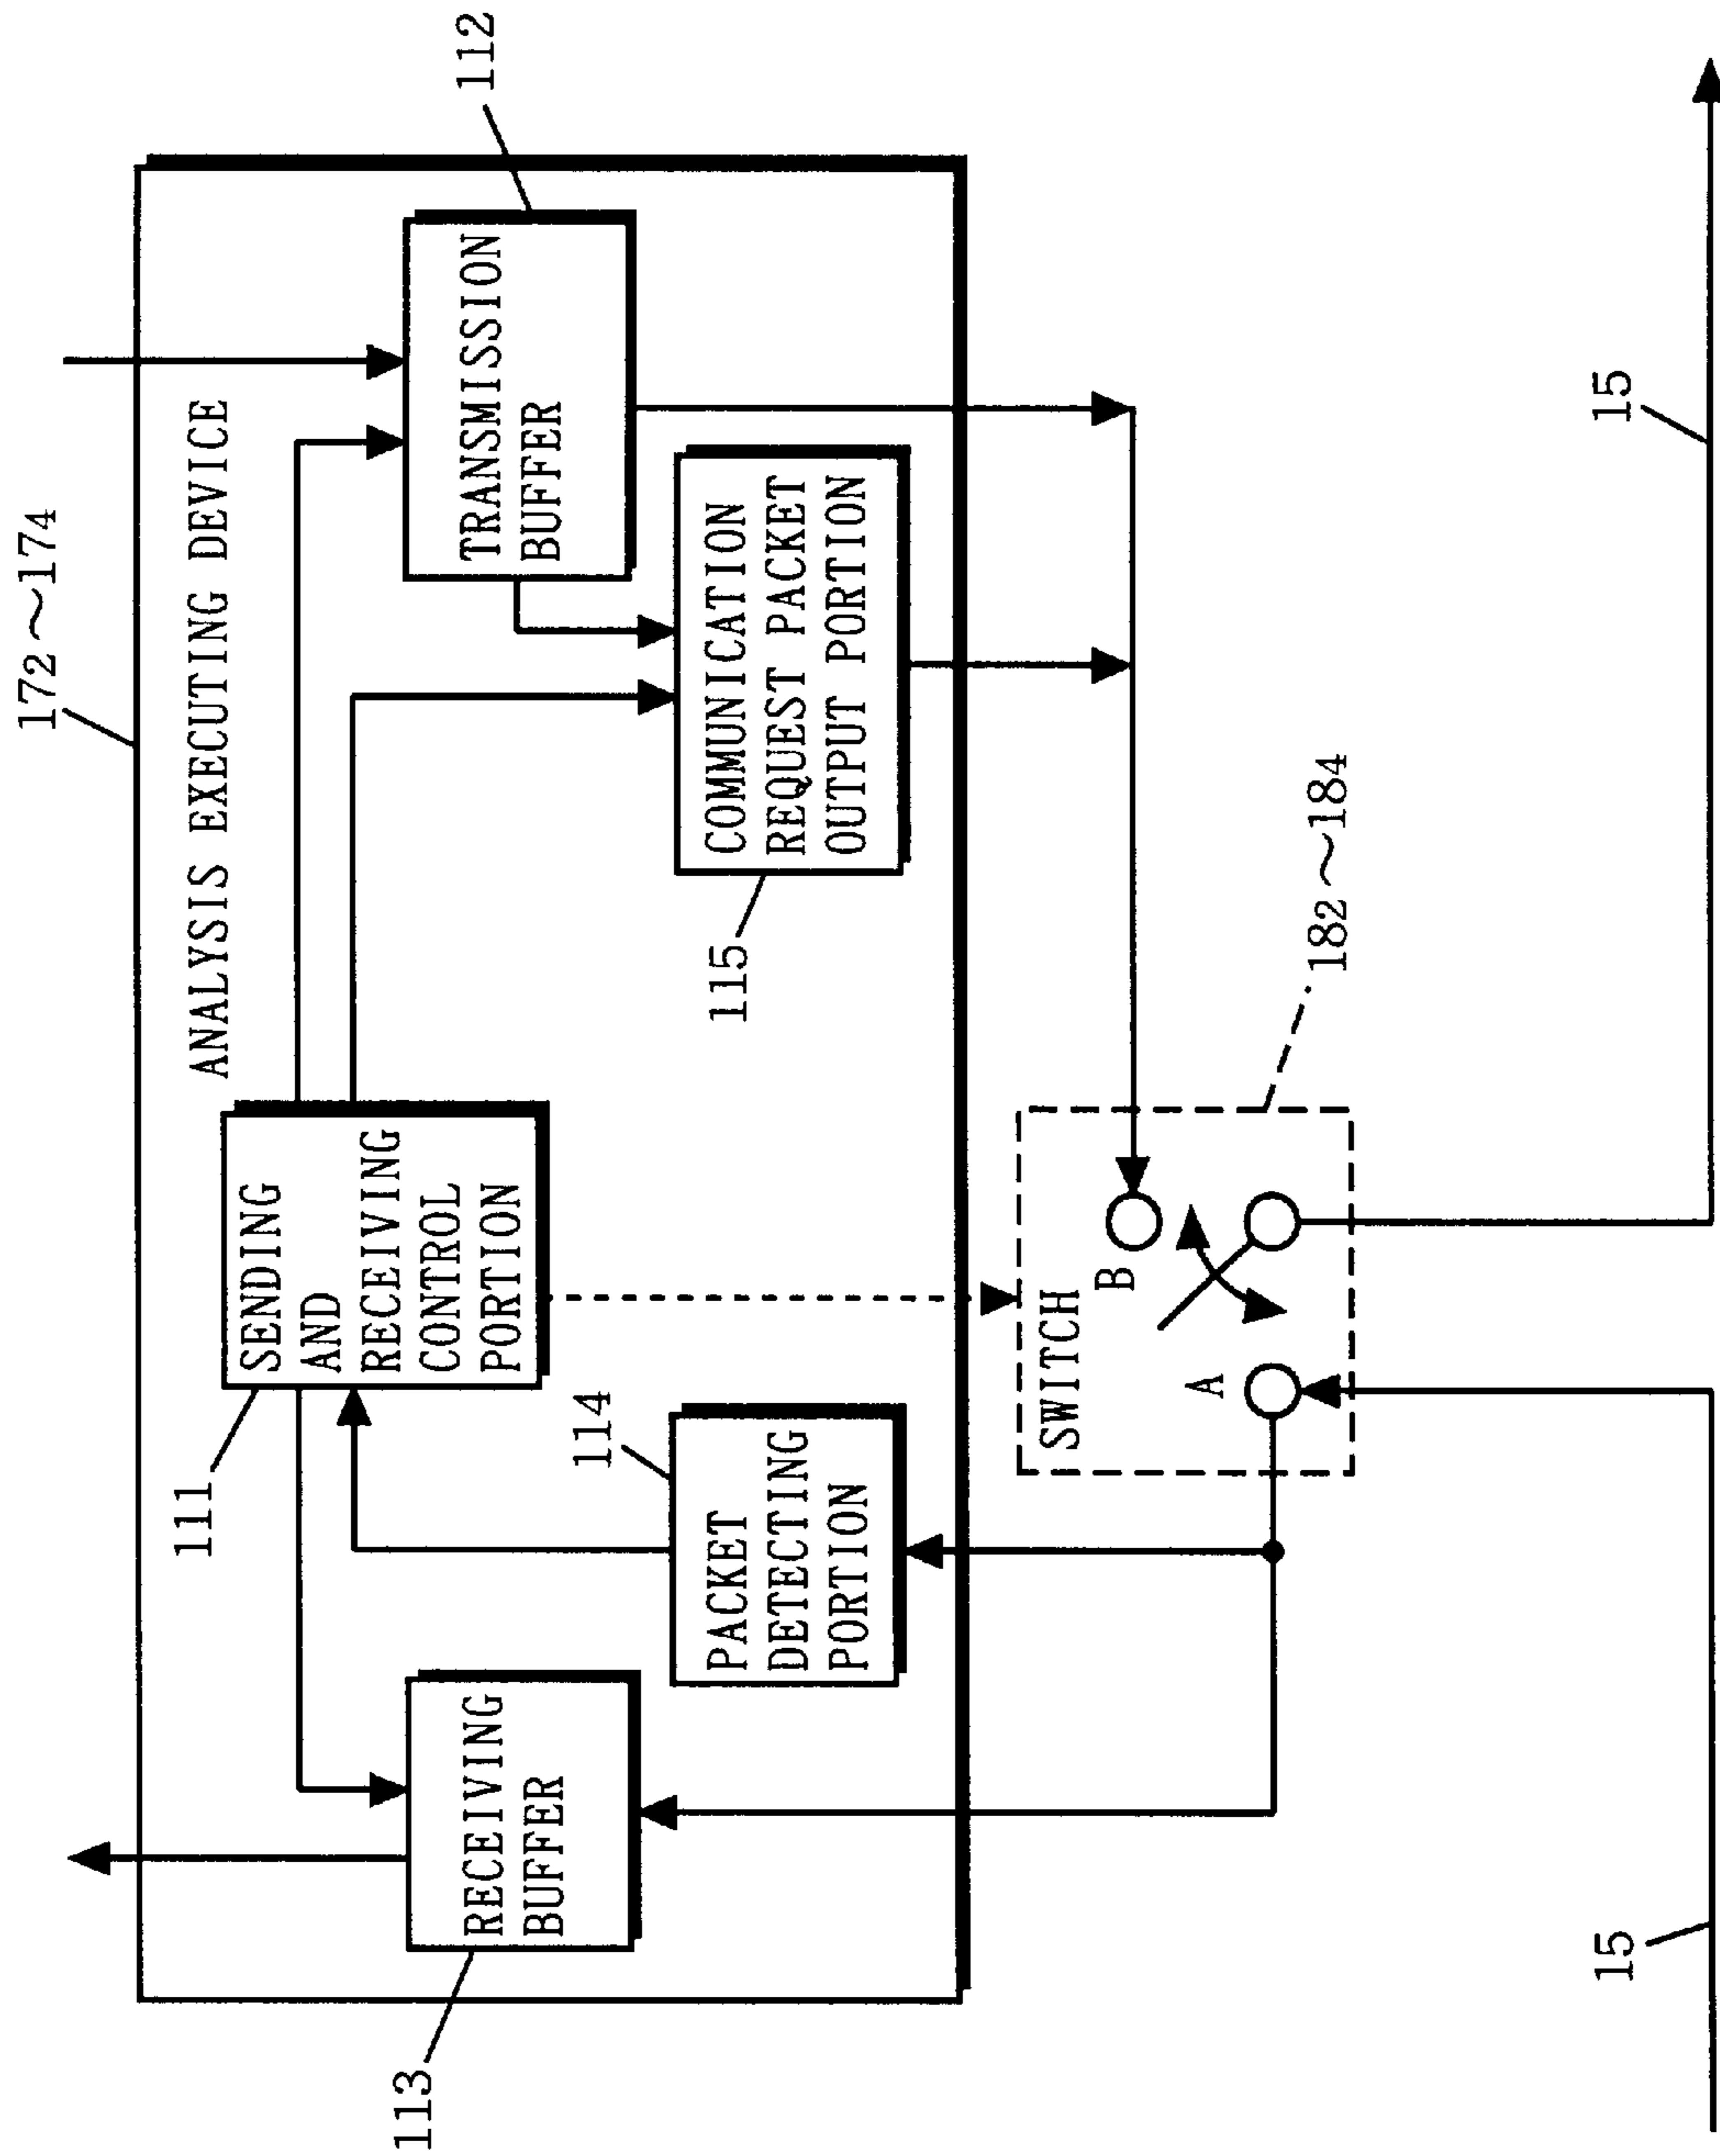 17₂～17₄
ANALYSIS EXECUTING DEVICE
111
SENDING
AND
RECEIVING
CONTROL
PORTION
113
RECEIVING
BUFFER
TRANSMISSION
BUFFER
112
114
PACKET
DETECTING
PORTION
115
COMMUNICATION
REQUEST PACKET
OUTPUT PORTION
SWITCH
B
A
18₂～18₄
15
15